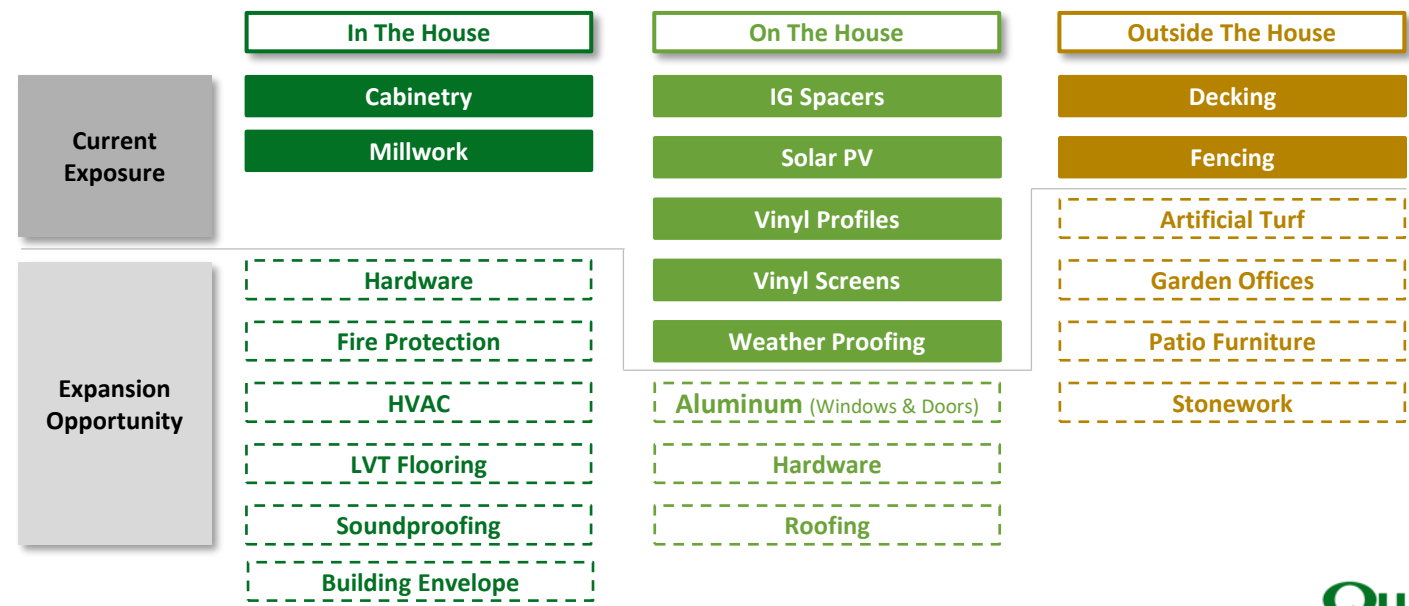 In The House
On The House
Outside The House
Current
Exposure
Cabinetry
Millwork
IG Spacers
Solar PV
Vinyl Profiles
Vinyl Screens
Weather Proofing
Decking
Fencing
Expansion
Opportunity
Hardware
Fire Protection
HVAC
LVT Flooring
Soundproofing
Building Envelope
Aluminum (Windows & Doors)
Hardware
Roofing
Artificial Turf
Garden Offices
Patio Furniture
Stonework